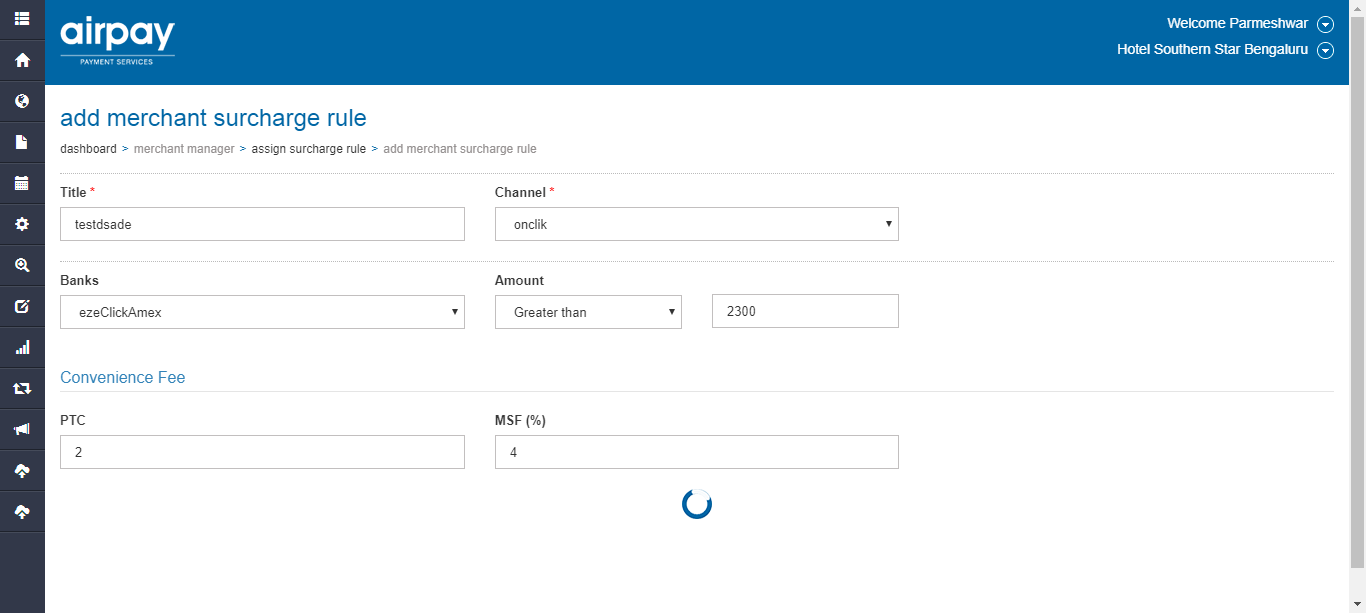 airpay
PAYMENT SERVICES
Welcome Parmeshwar
Hotel Southern Star Bengaluru
add merchant surcharge rule
dashboard > merchant manager > assign surcharge rule > add merchant surcharge rule
Title * Channel *
testdsade onclik
Banks Amount
ezeClickAmex Greater than 2300
Convenience Fee
PTC MSF (%)
2 4